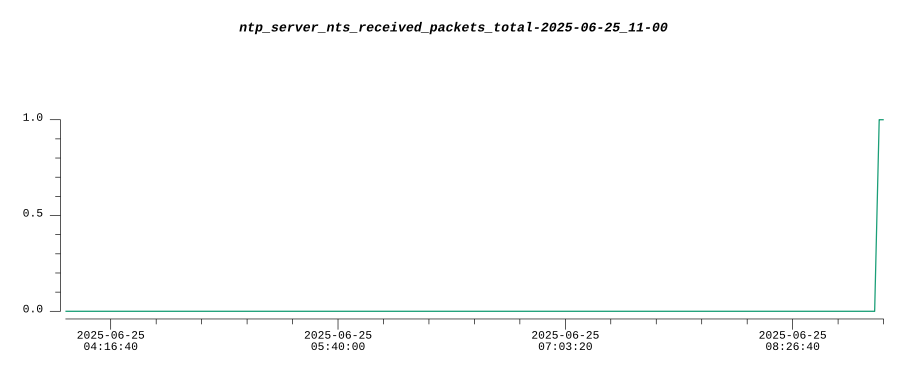 ntp_server_nts_received_packets_total-2025-06-25_11-00
1.0
0.5
0.0
2025-06-25 2025-06-25 2025-06-25 2025-06-25
04:16:40 05:40:00 07:03:20 08:26:40